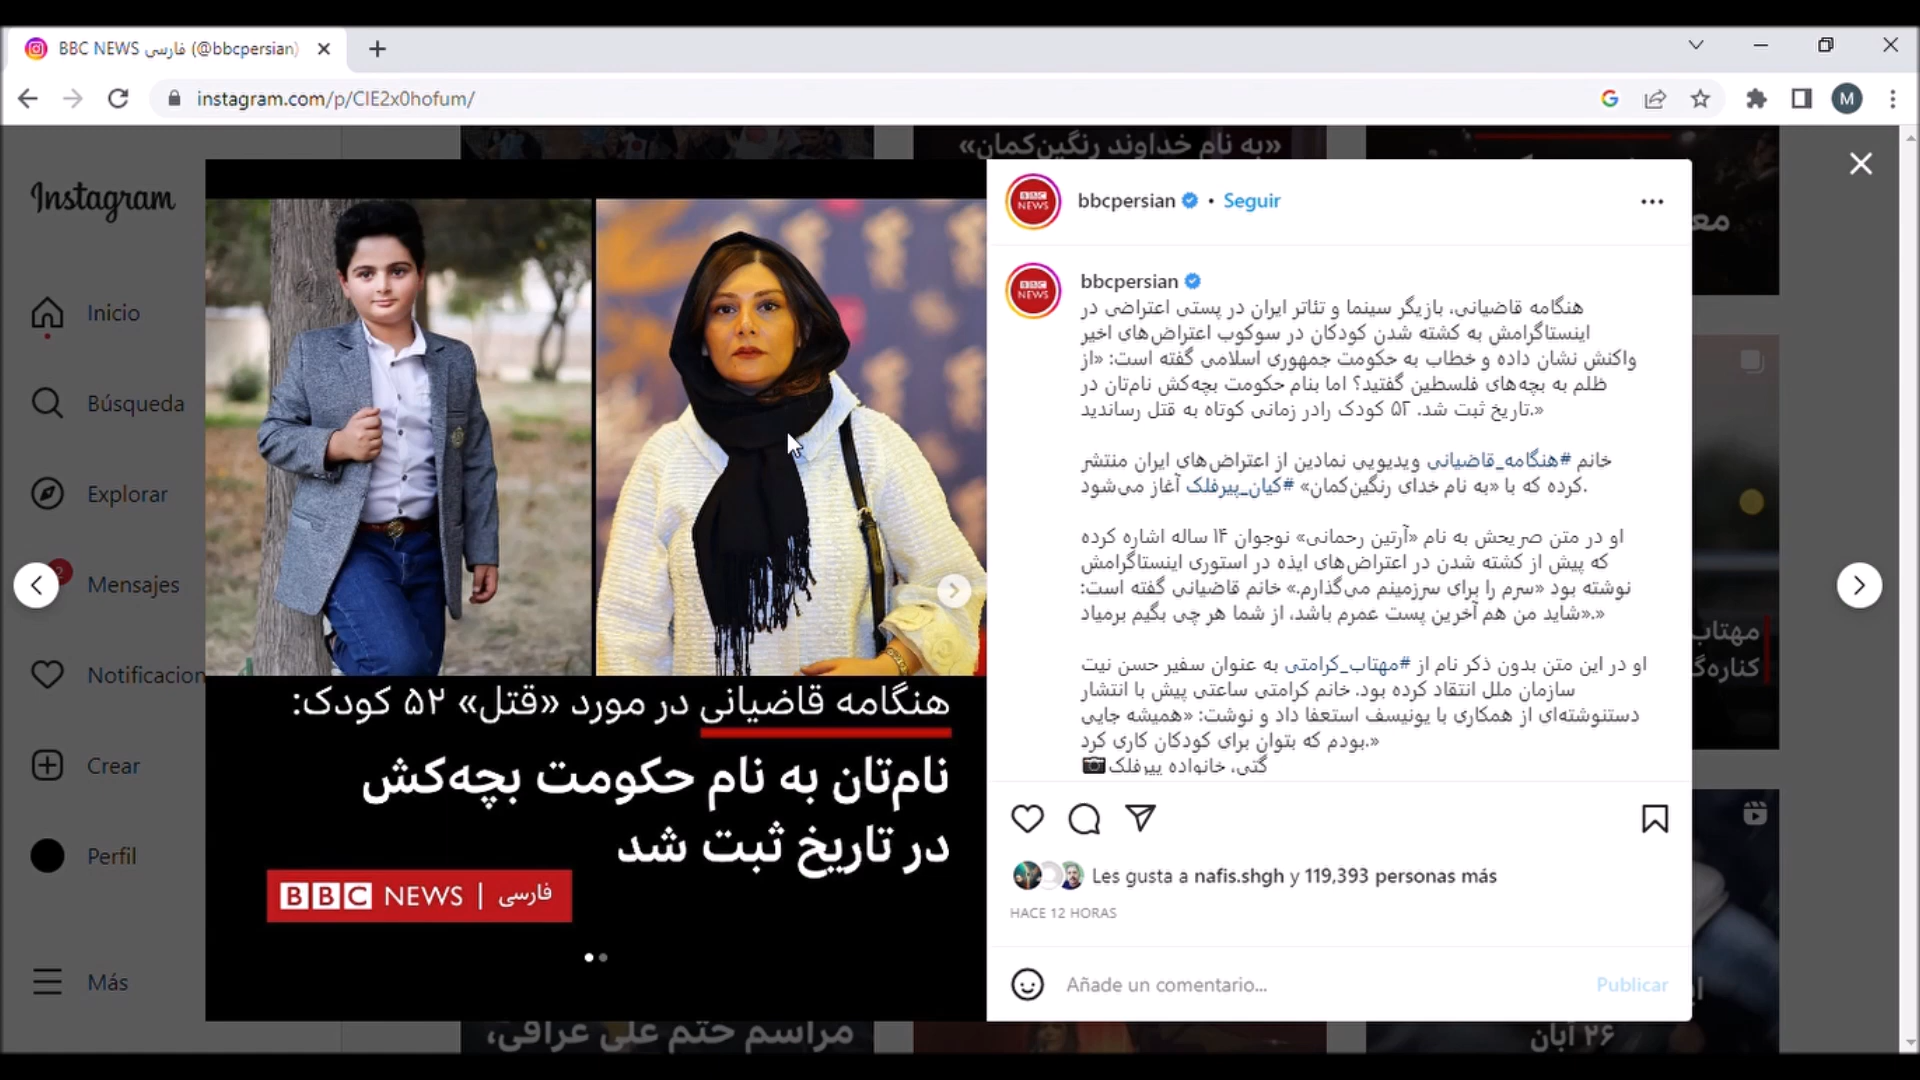 BBC NEWS فارسی (@bbcpersian)
instagram.com/p/ClE2x0hofum/
M
«به نام خداوند رنگین‌کمان»
Instagram
Inicio
Búsqueda
Explorar
2
Mensajes
Notificacion
Crear
Perfil
Más
هنگامه قاضیانی در مورد «قتل» ۵۲ کودک:
نام‌تان به نام حکومت بچه‌کش
در تاریخ ثبت شد
BBC NEWS | فارسی
BBC NEWS
bbcpersian • Seguir
BBC NEWS
bbcpersian
هنگامه قاضیانی، بازیگر سینما و تئاتر ایران در پستی اعتراضی در
اینستاگرامش به کشته شدن کودکان در سوکوب اعتراض‌های اخیر
واکنش نشان داده و خطاب به حکومت جمهوری اسلامی گفته است: «از
ظلم به بچه‌های فلسطین گفتید؟ اما بنام حکومت بچه‌کش نام‌تان در
تاریخ ثبت شد. ۵۲ کودک رادر زمانی کوتاه به قتل رساندید.»
خانم #هنگامه_قاضیانی ویدیویی نمادین از اعتراض‌های ایران منتشر
کرده که با «به نام خدای رنگین‌کمان» #کیان_پیرفلک آغاز می‌شود.
او در متن صریحش به نام «آرتین رحمانی» نوجوان ۱۴ ساله اشاره کرده
که پیش از کشته شدن در اعتراض‌های ایذه در استوری اینستاگرامش
نوشته بود «سرم را برای سرزمینم می‌گذارم.» خانم قاضیانی گفته است:
«شاید من هم آخرین پست عمرم باشد، از شما هر چی بگیم برمیاد.»
او در این متن بدون ذکر نام از #مهتاب_کرامتی به عنوان سفیر حسن نیت
سازمان ملل انتقاد کرده بود. خانم کرامتی ساعتی پیش با انتشار
دستنوشته‌ای از همکاری با یونیسف استعفا داد و نوشت: «همیشه جایی
بودم که بتوان برای کودکان کاری کرد.»
📷گتی، خانواده پیرفلک
Les gusta a nafis.shgh y 119,393 personas más
HACE 12 HORAS
Añade un comentario...
Publicar
مهتاب
کناره‌گ
مراسم ختم علی عراقی،
۲۶ آبان